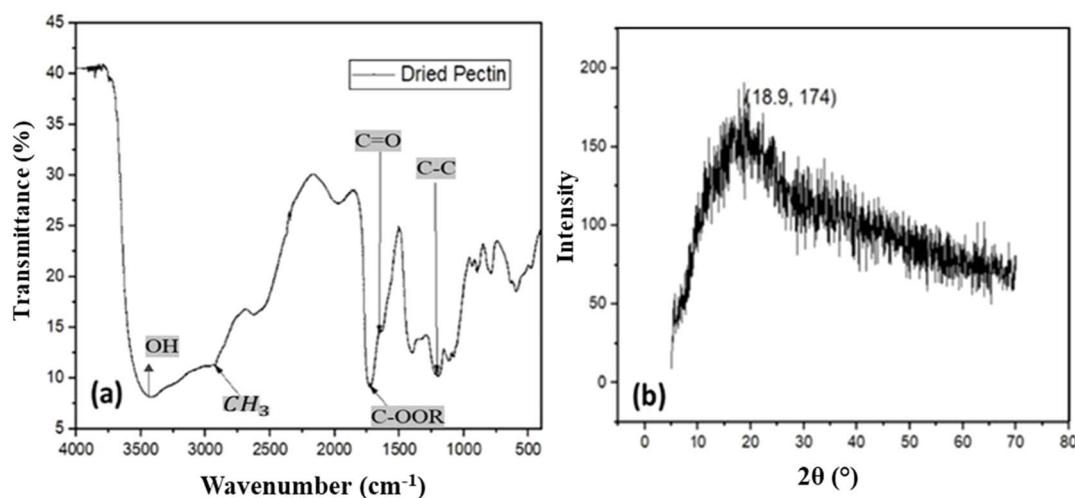 45
40
35
30
25
20
15
10
5
Transmittance (%)
Dried Pectin
C=O
C-C
OH
(a)
CH3
C-OOR
4000 3500 3000 2500 2000 1500 1000 500
Wavenumber (cm-1)
200
150
100
50
0
Intensity
(18.9, 174)
(b)
0 10 20 30 40 50 60 70 80
2θ (°)